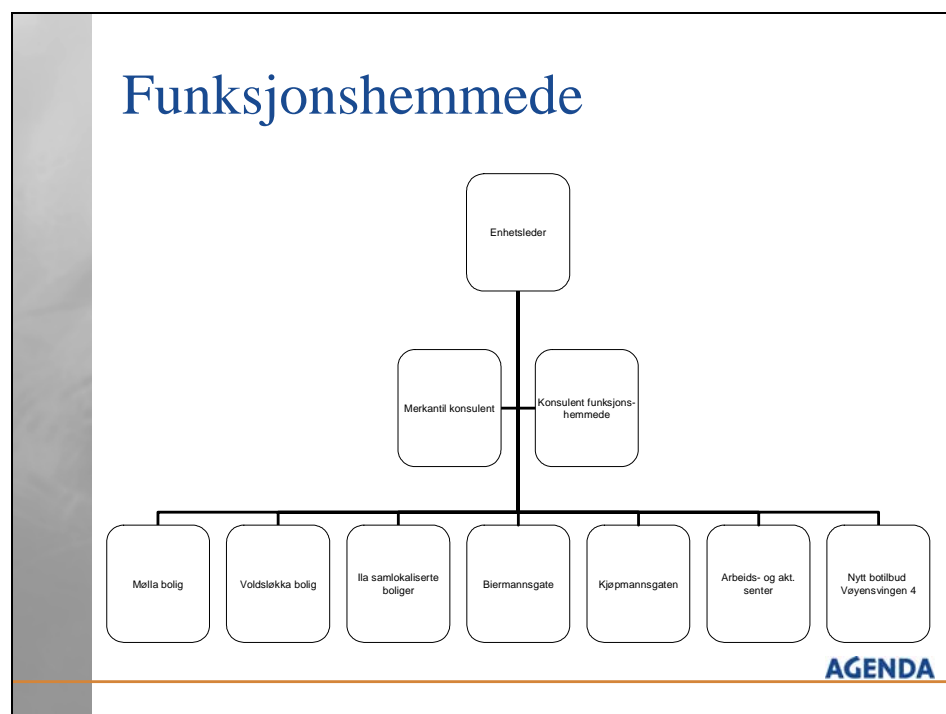 Funksjonshemmede
Enhetsleder
Merkantil konsulent
Konsulent funksjons-
hemmede
Mølla bolig
Voldsløkka bolig
Ila samlokaliserte
boliger
Biermannsgate
Kjøpmannsgaten
Arbeids- og akt.
senter
Nytt botilbud
Vøyensvingen 4
AGENDA